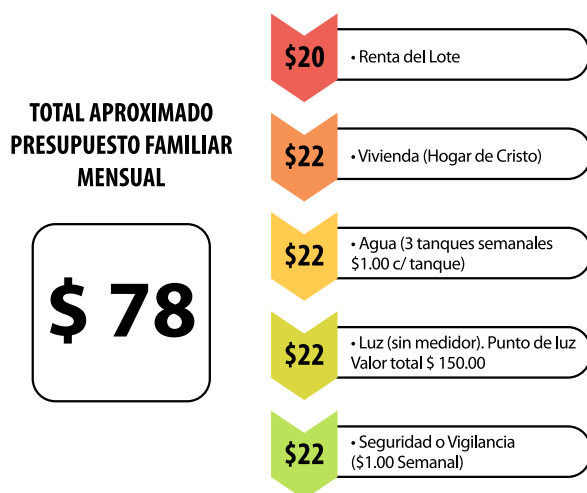 TOTAL APROXIMADO
PRESUPUESTO FAMILIAR
MENSUAL
$ 78
$20
• Renta del Lote
$22
• Vivienda (Hogar de Cristo)
$22
• Agua (3 tanques semanales
$1.00 c/ tanque)
$22
• Luz (sin medidor). Punto de luz
Valor total $ 150.00
$22
• Seguridad o Vigilancia
($1.00 Semanal)